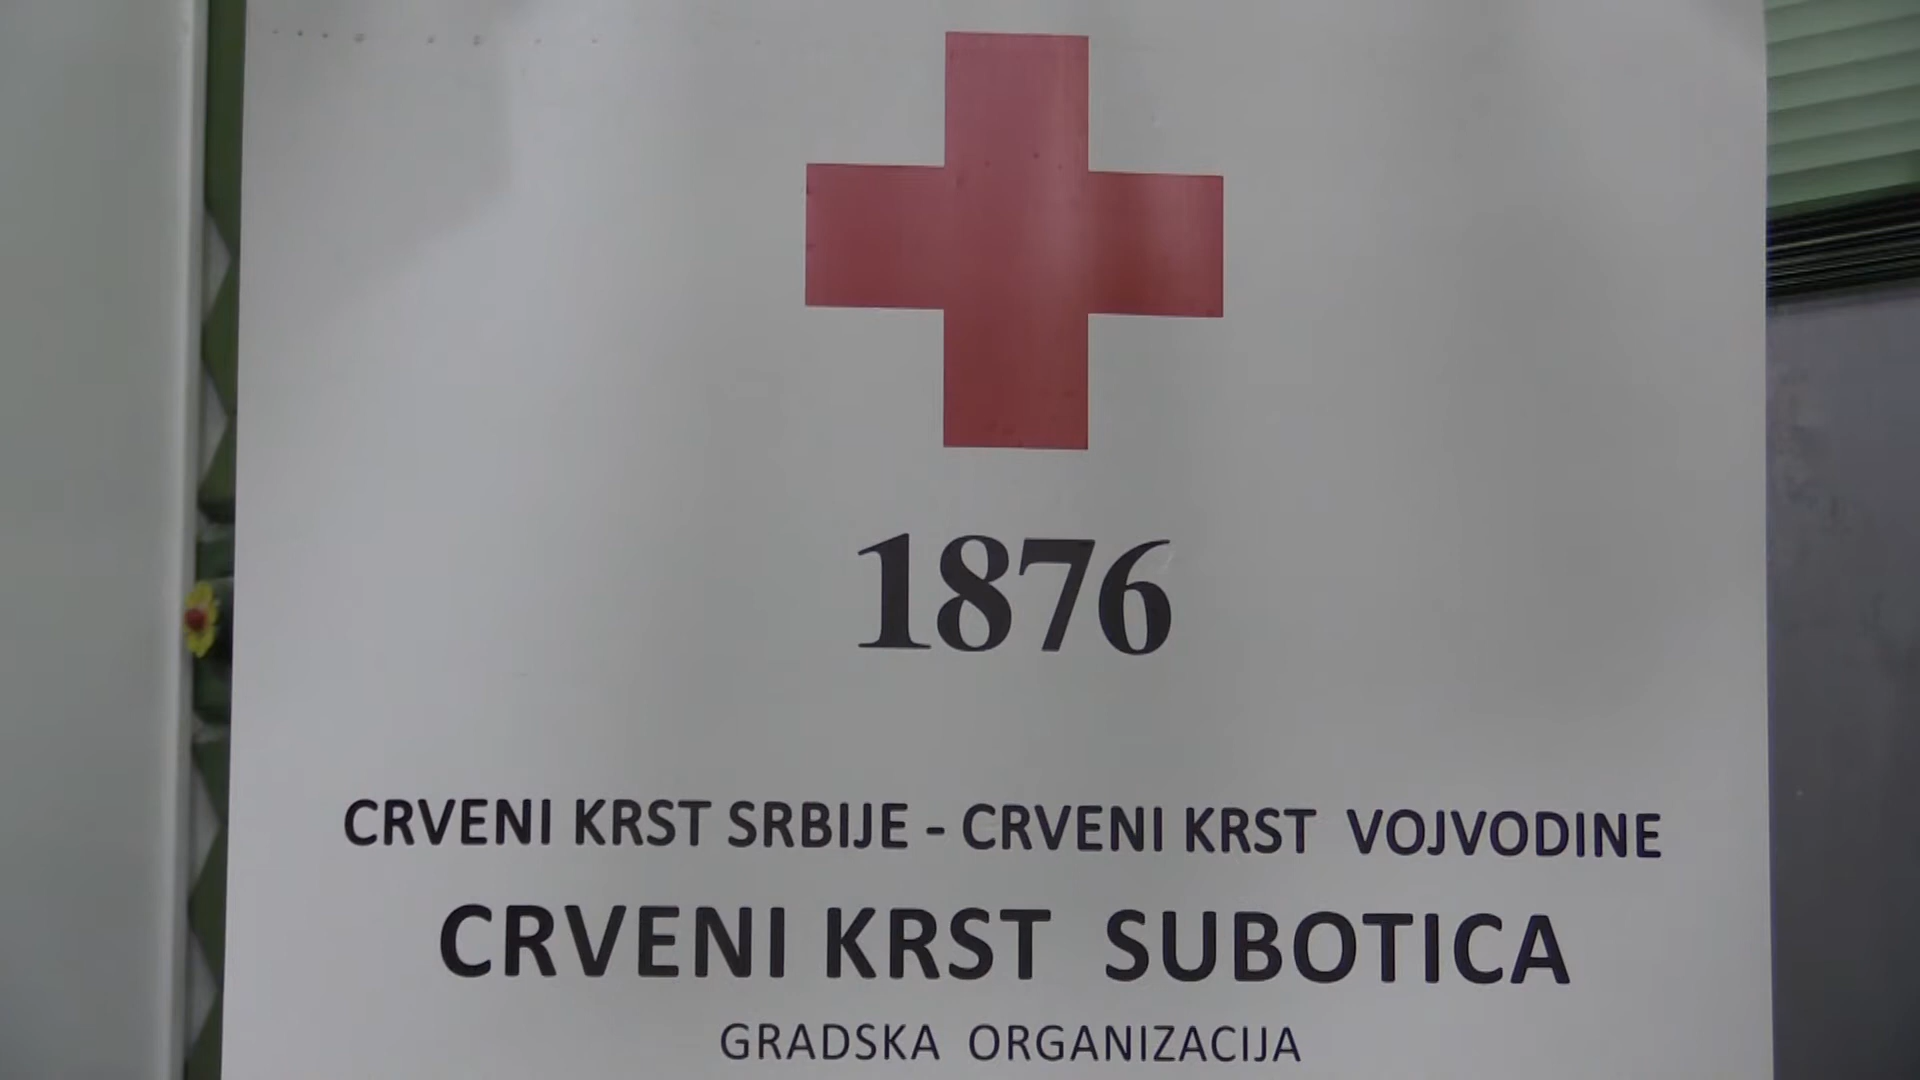 1876
CRVENI KRST SRBIJE - CRVENI KRST VOJVODINE
CRVENI KRST SUBOTICA
GRADSKA ORGANIZACIJA